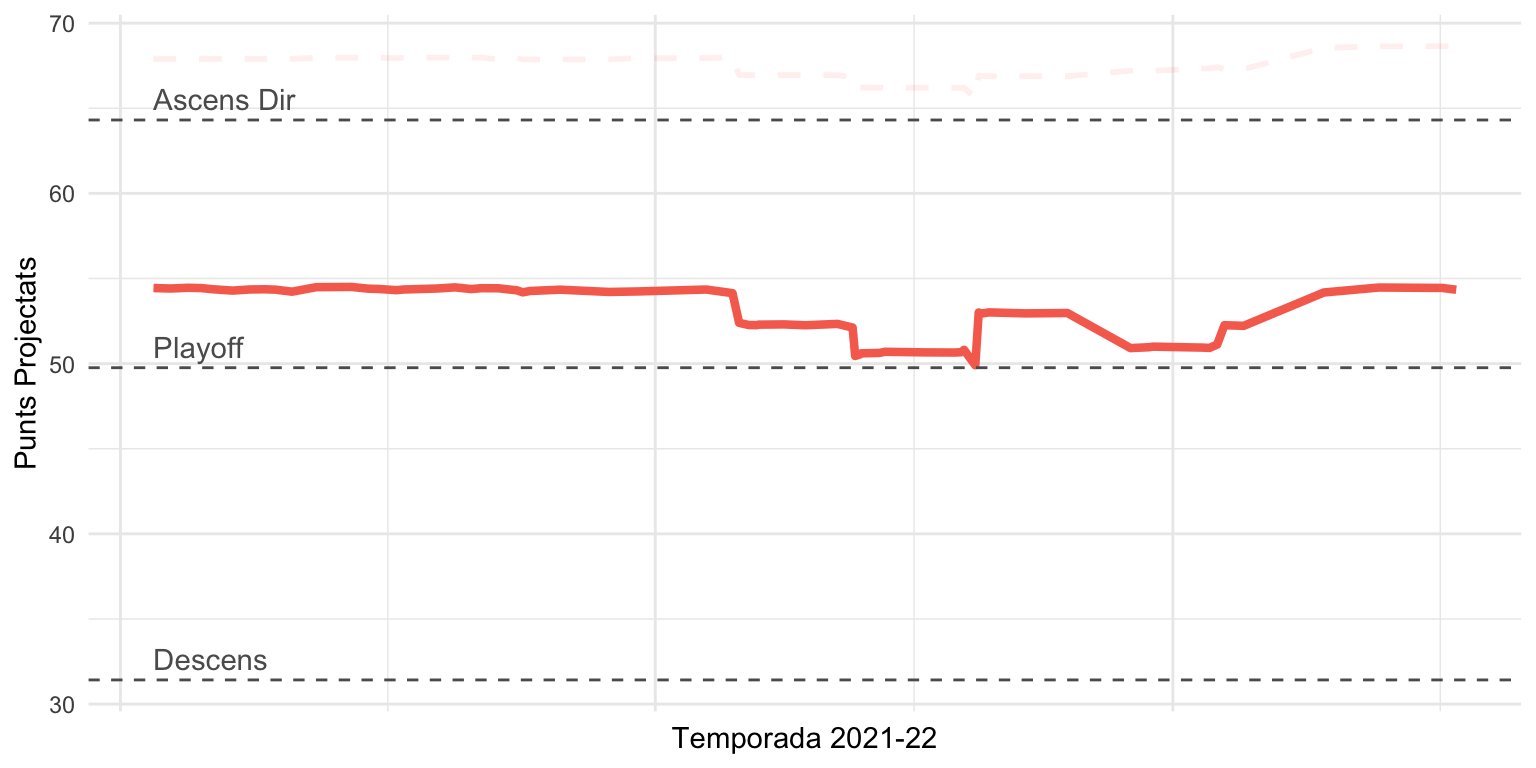 70
Ascens Dir
60
Playoff
50
40
Descens
30
Punts Projectats
Temporada 2021-22